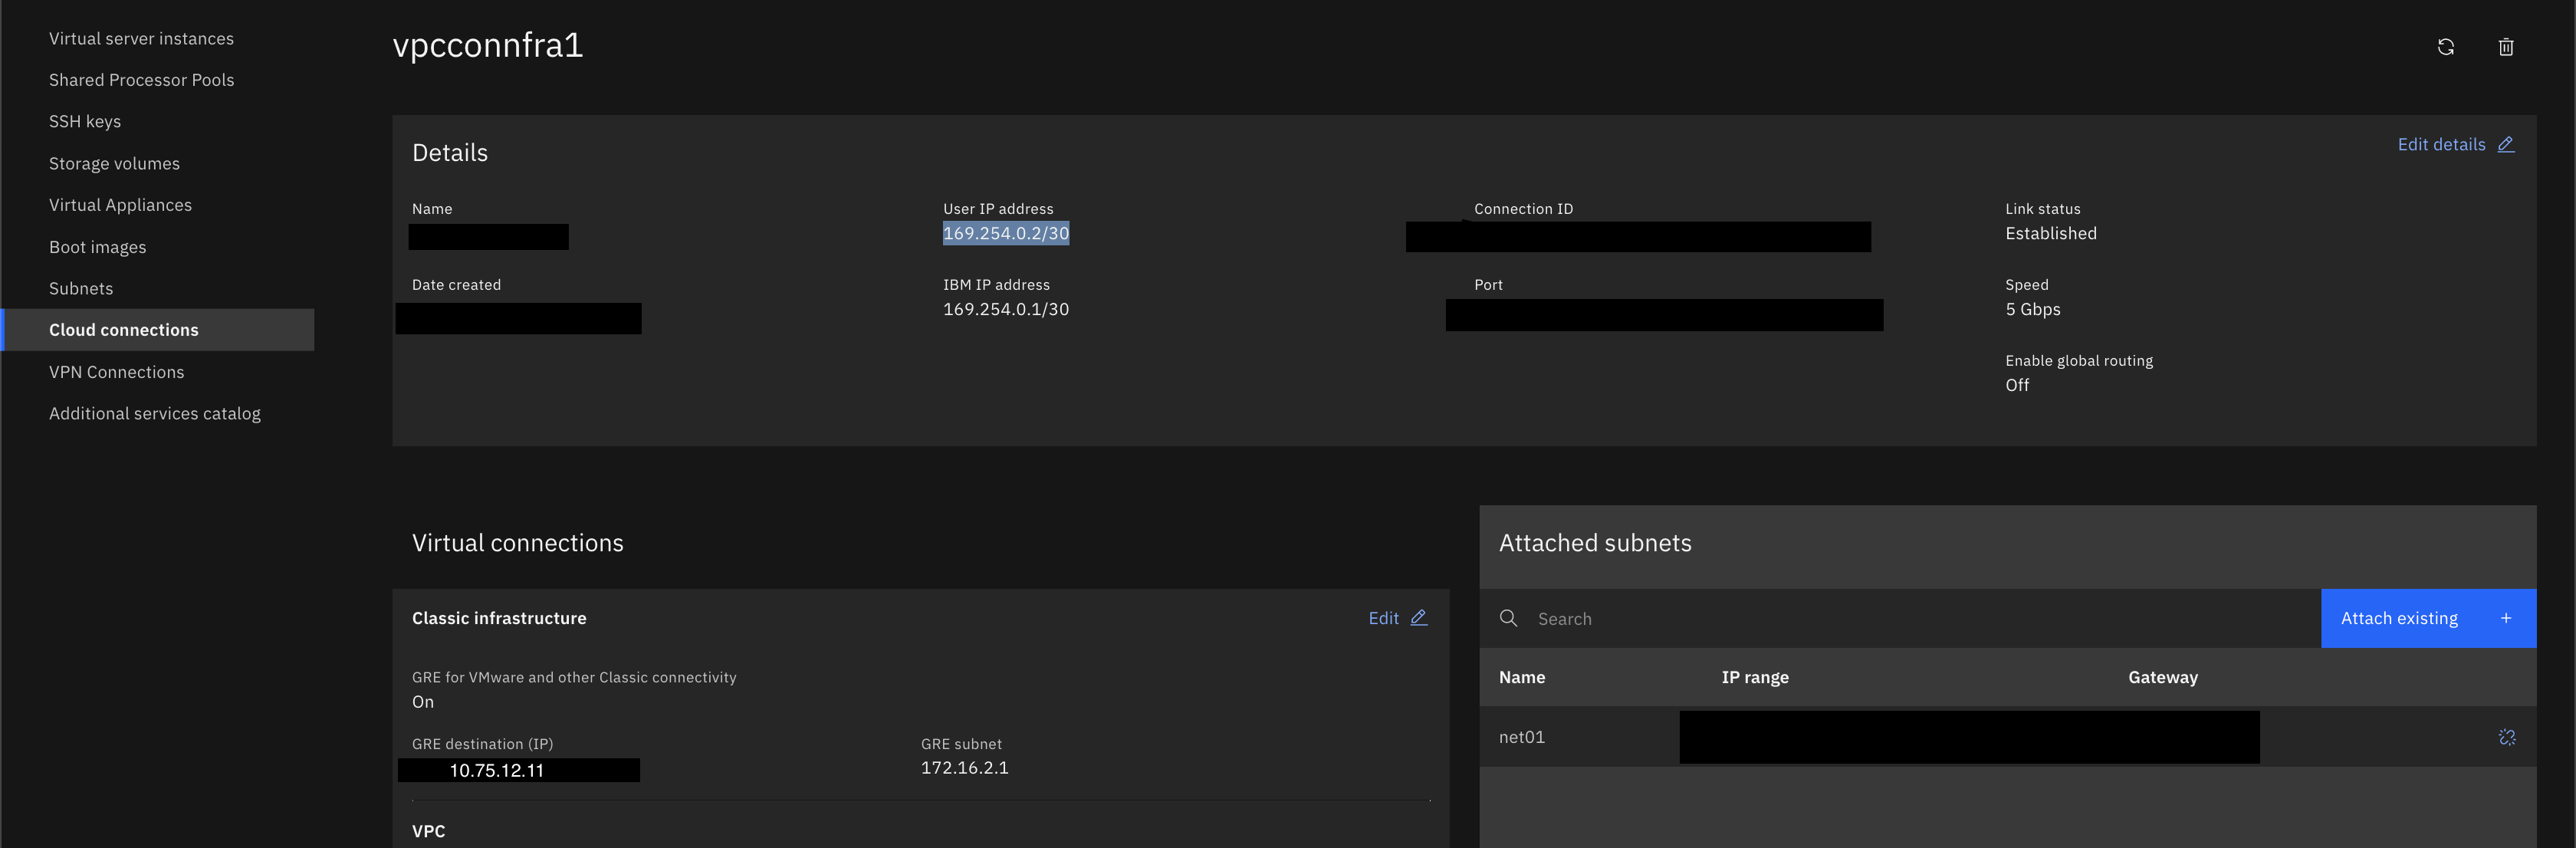 Virtual server instances
Shared Processor Pools
SSH keys
Storage volumes
Virtual Appliances
Boot images
Subnets
Cloud connections
VPN Connections
Additional services catalog
vpcconnfra1
Details
Edit details
Name
User IP address
169.254.0.2/30
Connection ID
Link status
Established
Date created
IBM IP address
169.254.0.1/30
Port
Speed
5 Gbps
Enable global routing
Off
Virtual connections
Classic infrastructure
Edit
GRE for VMware and other Classic connectivity
On
GRE destination (IP)
10.75.12.11
GRE subnet
172.16.2.1
VPC
Attached subnets
Search
Attach existing +
Name IP range Gateway
net01